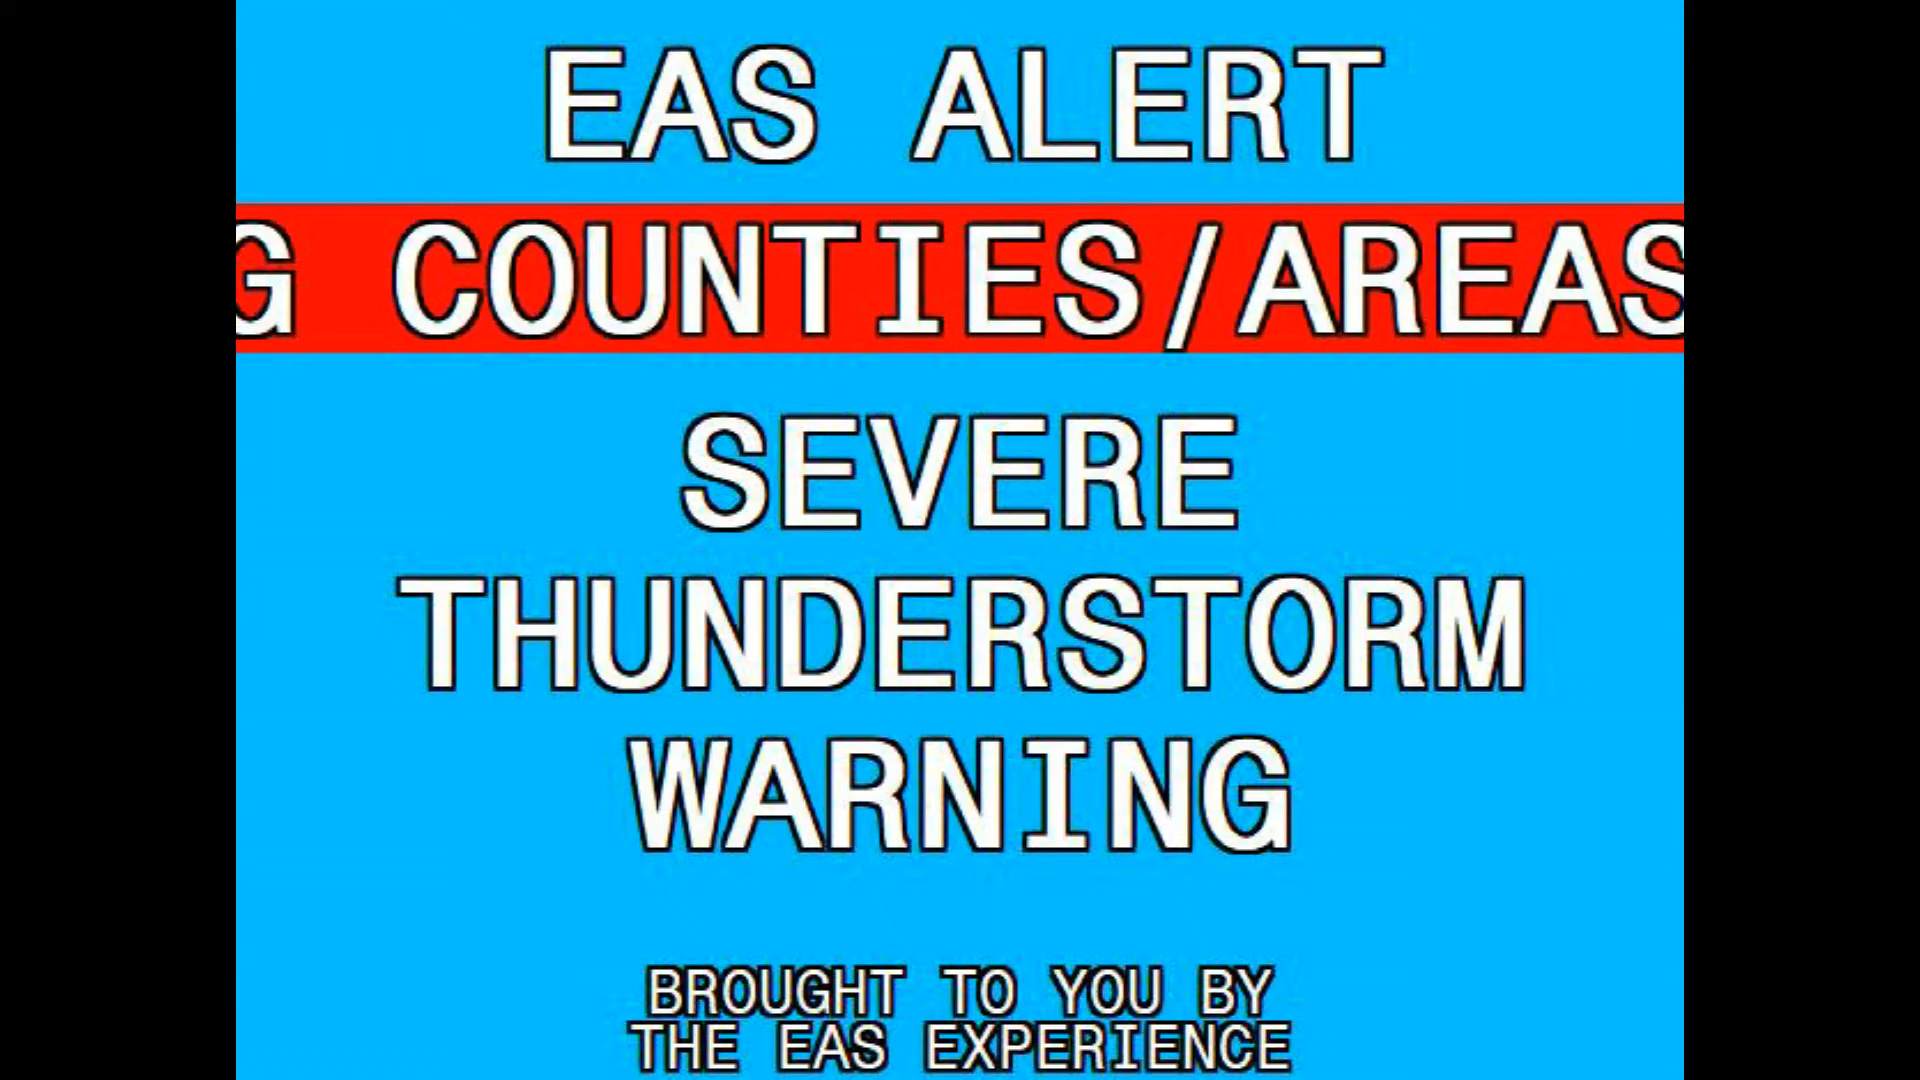 EAS ALERT
G COUNTIES/AREAS
SEVERE
THUNDERSTORM
WARNING
BROUGHT TO YOU BY
THE EAS EXPERIENCE